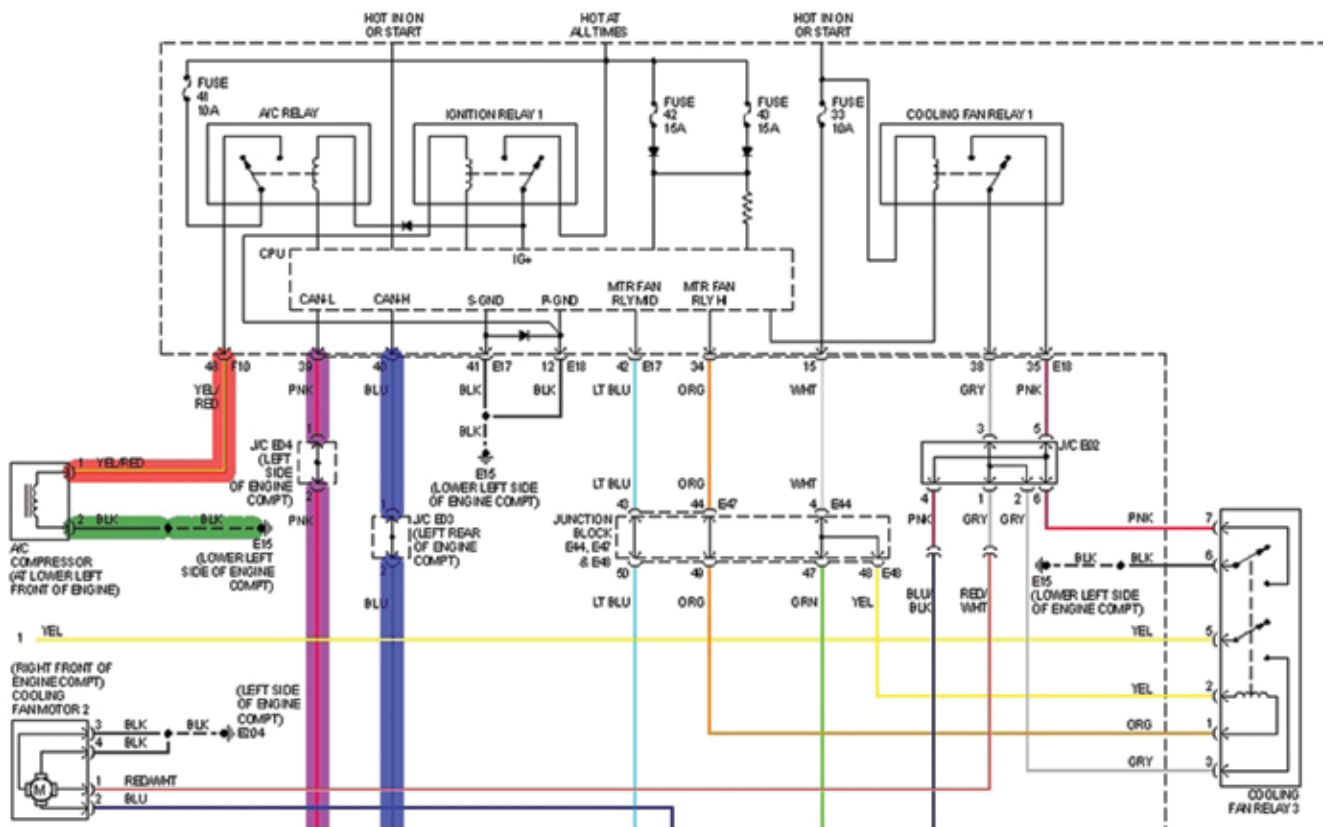 HOT IN ON
OR START
HOT AT
ALL TIMES
HOT IN ON
OR START
FUSE
41
10A
A/C RELAY
IGNITION RELAY 1
FUSE
42
15A
FUSE
43
15A
FUSE
33
10A
COOLING FAN RELAY 1
CPU
IG+
CAN-L
CAN-H
S-GND
P-GND
MTR FAN
RLY MID
MTR FAN
RLY HI
48 F10
39
40
41 E17
12 E18
42 E17
34
15
38
35 E18
YEL/
RED
PNK
BLU
BLK
BLK
LT BLU
ORG
WHT
GRY
PNK
BLK
1 YEL/RED
2 BLK
BLK
E15
(LOWER LEFT
SIDE OF ENGINE
COMPT)
A/C
COMPRESSOR
(AT LOWER LEFT
FRONT OF ENGINE)
1
J/C E04
(LEFT
SIDE
OF ENGINE
COMPT)
2
PNK
1
J/C E03
(LEFT REAR
OF ENGINE
COMPT)
2
BLU
E15
(LOWER LEFT SIDE
OF ENGINE COMPT)
LT BLU
ORG
WHT
43
44 E47
4 E44
JUNCTION
BLOCK
E44, E47
& E48
50
49
47
48 E48
LT BLU
ORG
GRN
YEL
3
5
J/C E02
4
1
2
6
PNK
GRY
GRY
BLU/
BLK
RED/
WHT
PNK 7
BLK
BLK 6
E15
(LOWER LEFT SIDE
OF ENGINE COMPT)
1 YEL
YEL 5
YEL 2
ORG 1
GRY 3
COOLING
FAN RELAY 3
(RIGHT FRONT OF
ENGINE COMPT)
COOLING
FAN MOTOR 2
(LEFT SIDE
OF ENGINE
COMPT)
E204
3 BLK
BLK
4 BLK
M
1 RED/WHT
2 BLU